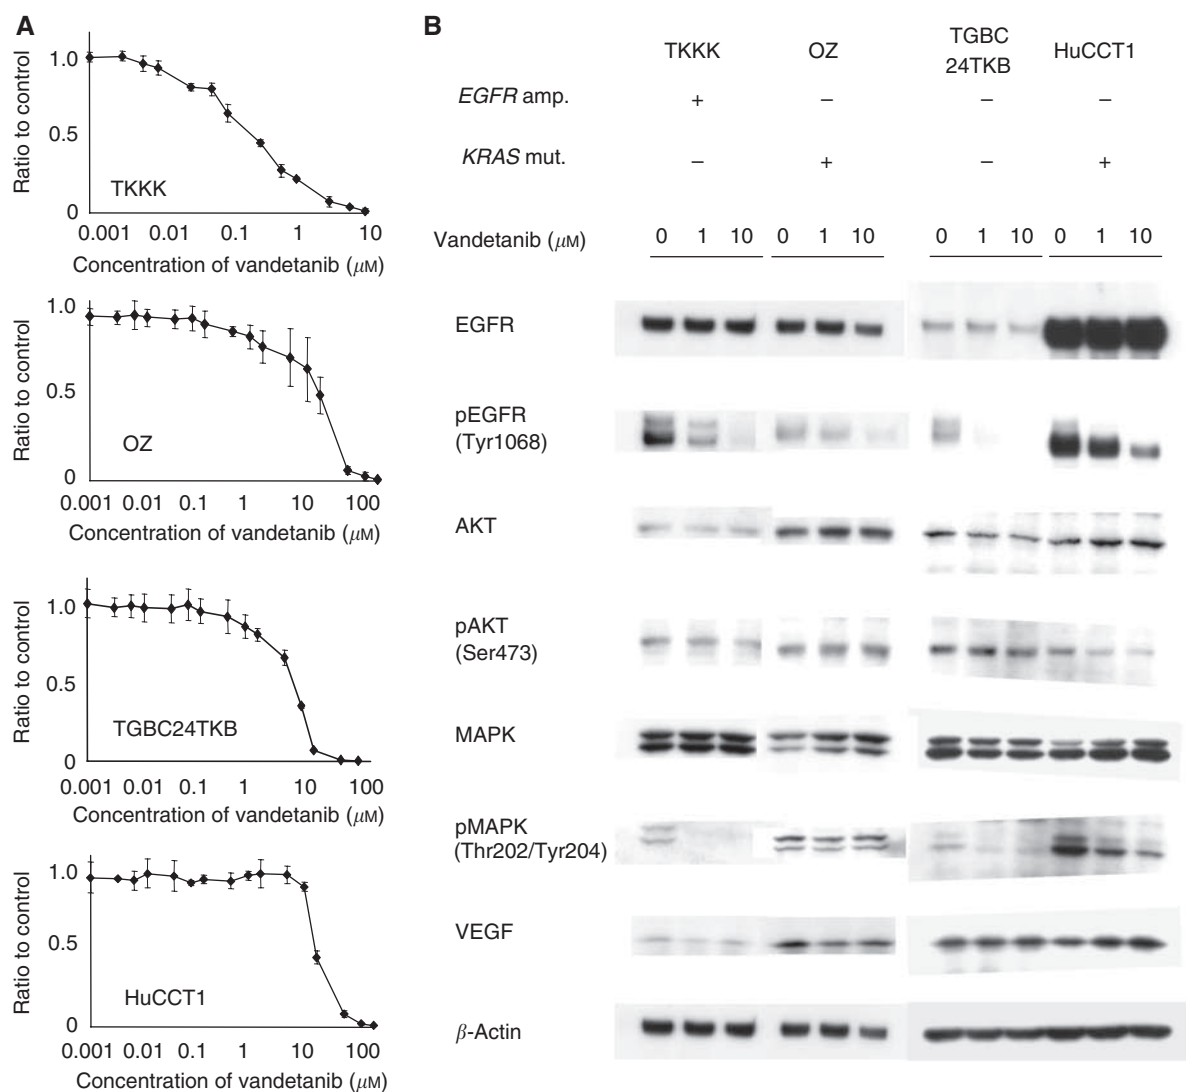 A
1.0
0.5
0
Ratio to control
TKKK
0.001 0.01 0.1 1 10
Concentration of vandetanib (μM)
1.0
0.5
0
Ratio to control
OZ
0.001 0.01 0.1 1 10 100
Concentration of vandetanib (μM)
1.0
0.5
0
Ratio to control
TGBC24TKB
0.001 0.01 0.1 1 10 100
Concentration of vandetanib (μM)
1.0
0.5
0
Ratio to control
HuCCT1
0.001 0.01 0.1 1 10 100
Concentration of vandetanib (μM)
B
TKKK OZ TGBC 24TKB HuCCT1
EGFR amp. + – – –
KRAS mut. – + – +
Vandetanib (μM) 0 1 10 0 1 10 0 1 10 0 1 10
EGFR
pEGFR
(Tyr1068)
AKT
pAKT
(Ser473)
MAPK
pMAPK
(Thr202/Tyr204)
VEGF
β-Actin